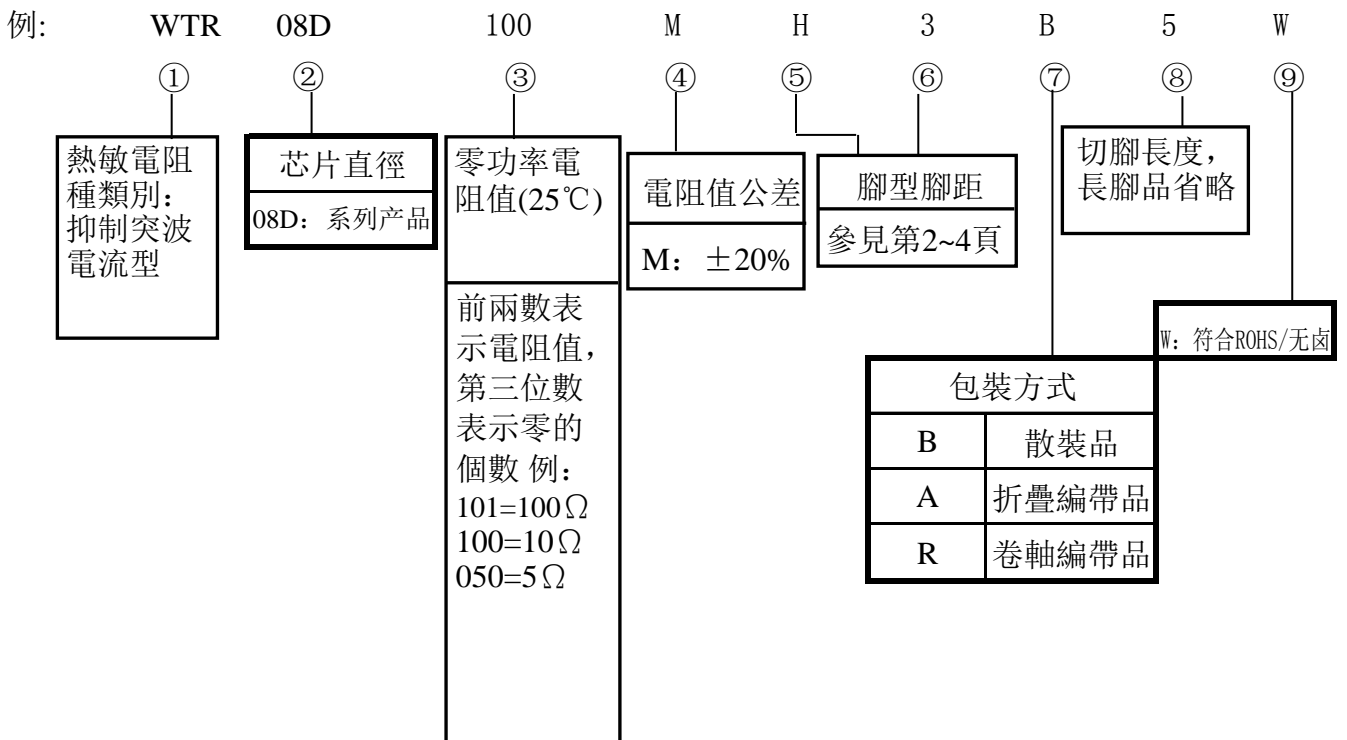 例: WTR 08D 100 M H 3 B 5 W
① ② ③ ④ ⑤ ⑥ ⑦ ⑧ ⑨
熱敏電阻
種類別：
抑制突波
電流型
芯片直徑
08D：系列产品
零功率電
阻值(25℃)
前兩數表
示電阻值，
第三位數
表示零的
個數 例：
101=100Ω
100=10Ω
050=5Ω
電阻值公差
M：±20%
腳型腳距
參見第2~4頁
包裝方式
B 散裝品
A 折疊編帶品
R 卷軸編帶品
切腳長度，
長腳品省略
W：符合ROHS/无卤